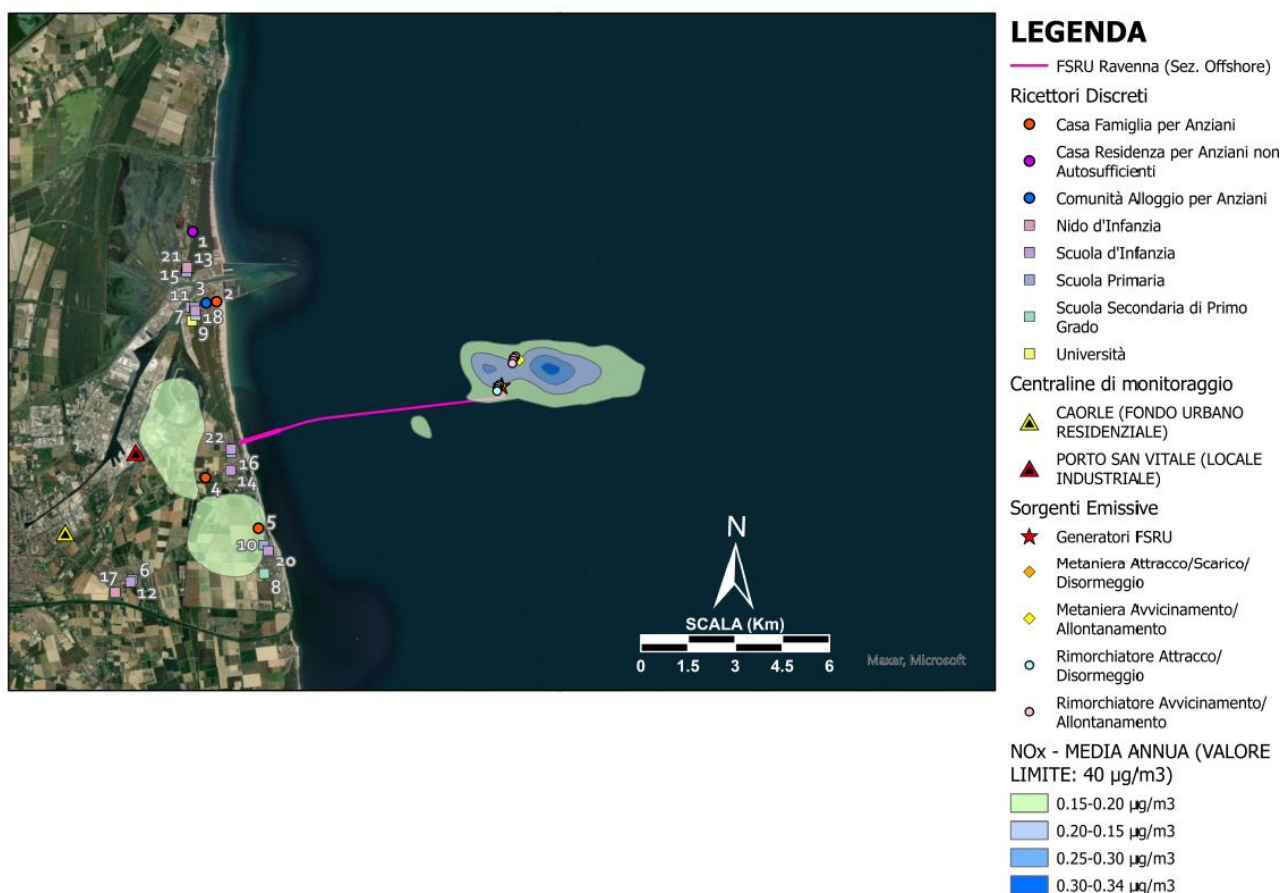 1
21
13
15
3
2
11
7
18
9
22
16
4
14
5
10
20
8
17
6
12
N
SCALA (Km)
0 1.5 3 4.5 6
Maxar, Microsoft
LEGENDA
FSRU Ravenna (Sez. Offshore)
Ricettori Discreti
Casa Famiglia per Anziani
Casa Residenza per Anziani non
Autosufficienti
Comunità Alloggio per Anziani
Nido d'Infanzia
Scuola d'Infanzia
Scuola Primaria
Scuola Secondaria di Primo
Grado
Università
Centraline di monitoraggio
CAORLE (FONDO URBANO
RESIDENZIALE)
PORTO SAN VITALE (LOCALE
INDUSTRIALE)
Sorgenti Emissive
Generatori FSRU
Metaniera Attracco/Scarico/
Disormeggio
Metaniera Avvicinamento/
Allontanamento
Rimorchiatore Attracco/
Disormeggio
Rimorchiatore Avvicinamento/
Allontanamento
NOx - MEDIA ANNUA (VALORE
LIMITE: 40 µg/m3)
0.15-0.20 µg/m3
0.20-0.15 µg/m3
0.25-0.30 µg/m3
0.30-0.34 µg/m3